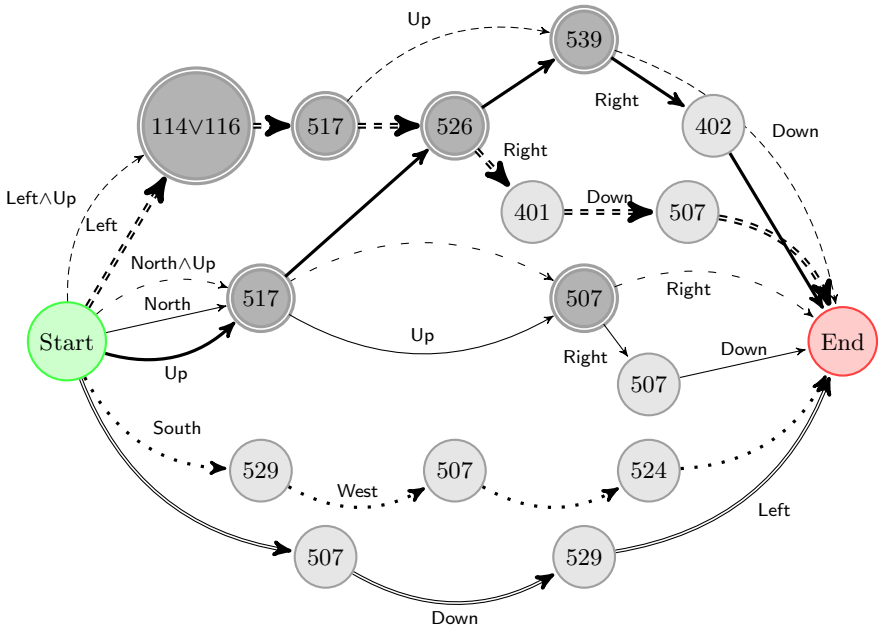 Up
539
Right
114∨116
517
526
402
Down
Right
Left∧Up
Left
401
Down
507
North∧Up
North
517
507
Right
Start
Up
Up
Right
507
Down
End
South
529
West
507
524
Left
507
529
Down